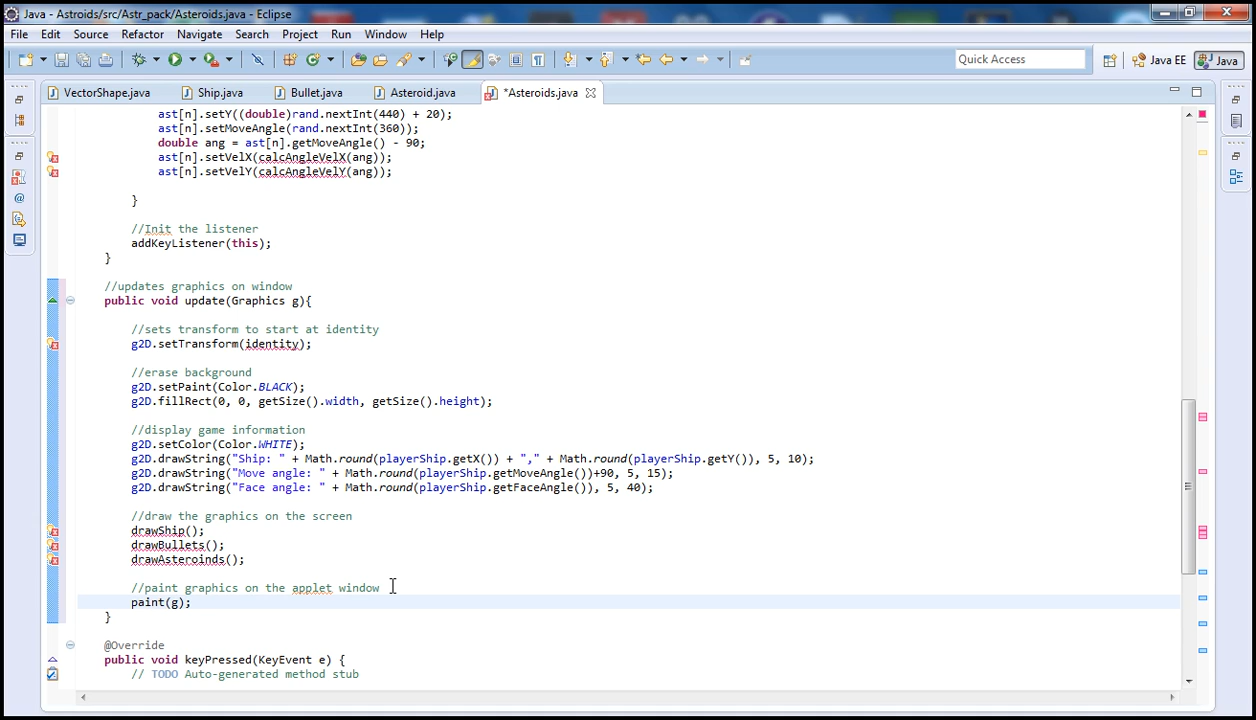 Java - Astroids/src/Astr_pack/Asteroids.java - Eclipse
File Edit Source Refactor Navigate Search Project Run Window Help
Quick Access Java EE Java
VectorShape.java Ship.java Bullet.java Asteroid.java *Asteroids.java
ast[n].setY((double)rand.nextInt(440) + 20);
ast[n].setMoveAngle(rand.nextInt(360));
double ang = ast[n].getMoveAngle() - 90;
ast[n].setVelX(calcAngleVelX(ang));
ast[n].setVelY(calcAngleVelY(ang));
}
//Init the listener
addKeyListener(this);
}
//updates graphics on window
public void update(Graphics g){
//sets transform to start at identity
g2D.setTransform(identity);
//erase background
g2D.setPaint(Color.BLACK);
g2D.fillRect(0, 0, getSize().width, getSize().height);
//display game information
g2D.setColor(Color.WHITE);
g2D.drawString("Ship: " + Math.round(playerShip.getX()) + "," + Math.round(playerShip.getY()), 5, 10);
g2D.drawString("Move angle: " + Math.round(playerShip.getMoveAngle())+90, 5, 15);
g2D.drawString("Face angle: " + Math.round(playerShip.getFaceAngle()), 5, 40);
//draw the graphics on the screen
drawShip();
drawBullets();
drawAsteroinds();
//paint graphics on the applet window
paint(g);
}
@Override
public void keyPressed(KeyEvent e) {
// TODO Auto-generated method stub